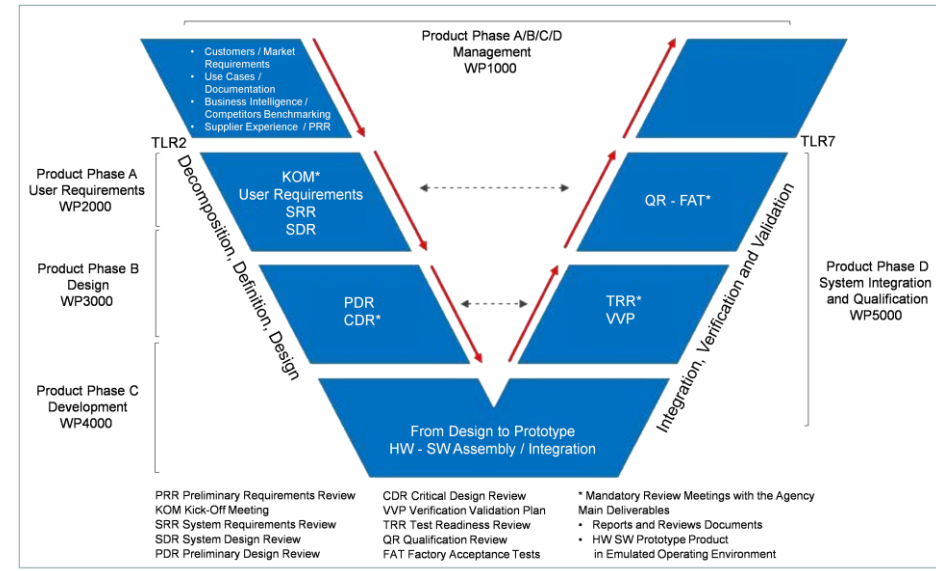 Product Phase A/B/C/D
Management
WP1000
• Customers / Market
Requirements
• Use Cases /
Documentation
• Business Intelligence /
Competitors Benchmarking
• Supplier Experience / PRR
TLR2
TLR7
Product Phase A
User Requirements
WP2000
KOM*
User Requirements
SRR
SDR
QR - FAT*
Decomposition, Definition, Design
Integration, Verification and Validation
Product Phase B
Design
WP3000
PDR
CDR*
TRR*
VVP
Product Phase D
System Integration
and Qualification
WP5000
Product Phase C
Development
WP4000
From Design to Prototype
HW - SW Assembly / Integration
PRR Preliminary Requirements Review
KOM Kick-Off Meeting
SRR System Requirements Review
SDR System Design Review
PDR Preliminary Design Review
CDR Critical Design Review
VVP Verification Validation Plan
TRR Test Readiness Review
QR Qualification Review
FAT Factory Acceptance Tests
* Mandatory Review Meetings with the Agency
Main Deliverables
• Reports and Reviews Documents
• HW SW Prototype Product
in Emulated Operating Environment